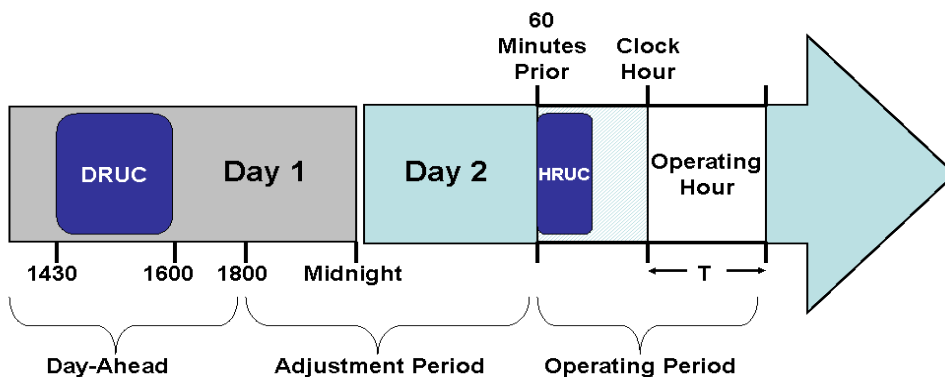 60
Minutes
Prior
Clock
Hour
DRUC
Day 1
Day 2
HRUC
Operating
Hour
1430
1600
1800
Midnight
T
Day-Ahead
Adjustment Period
Operating Period